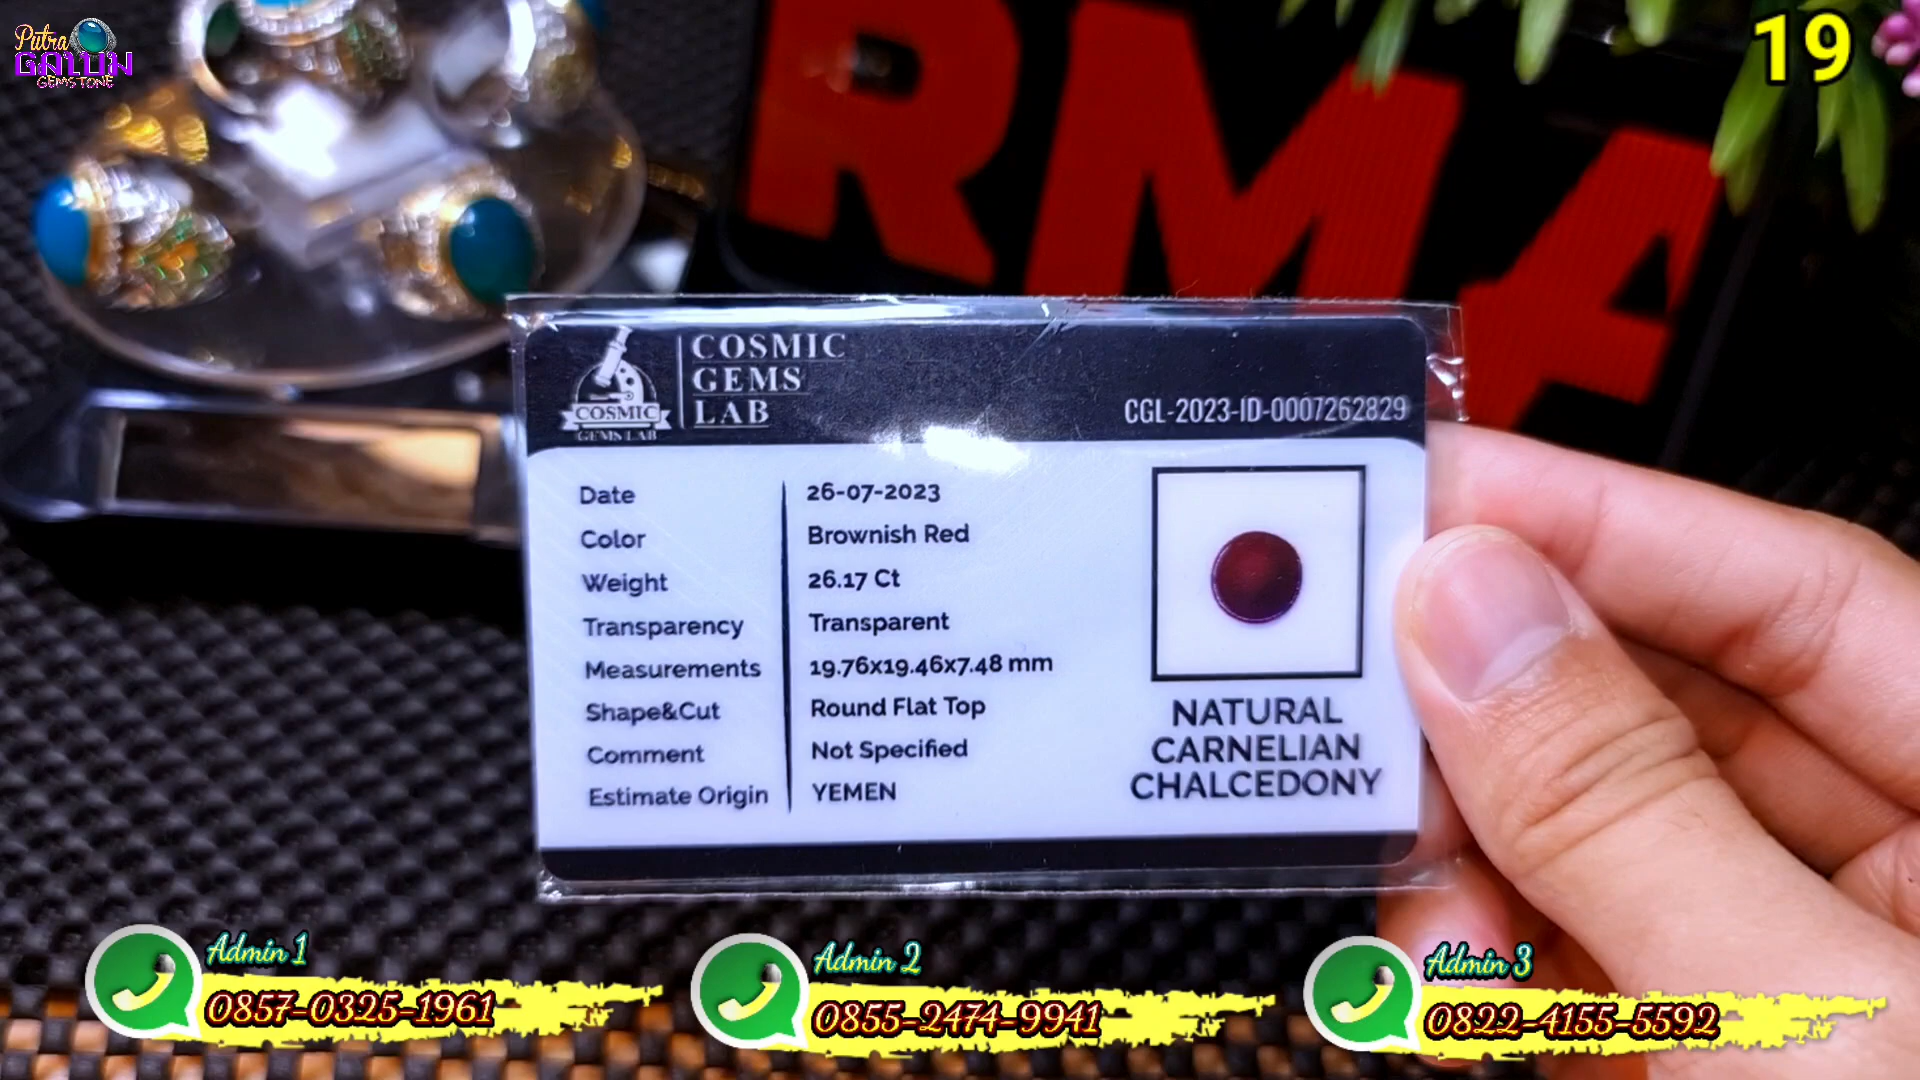 Putra
GALUN
GEMSTONE
19
RMA
COSMIC
GEMS LAB
COSMIC
GEMS
LAB
CGL-2023-ID-0007262829
Date 26-07-2023
Color Brownish Red
Weight 26.17 Ct
Transparency Transparent
Measurements 19.76x19.46x7.48 mm
Shape&Cut Round Flat Top
Comment Not Specified
Estimate Origin YEMEN
NATURAL
CARNELIAN
CHALCEDONY
Admin 1
0857-0325-1961
Admin 2
0855-2474-9941
Admin 3
0822-4155-5592